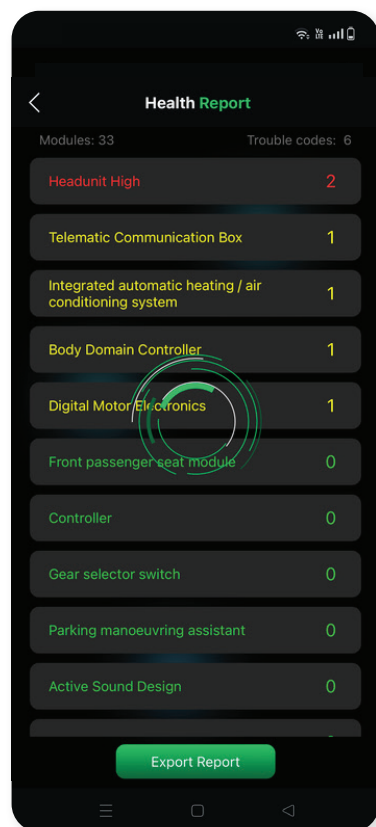 Health Report
Modules: 33 Trouble codes: 6
Headunit High 2
Telematic Communication Box 1
Integrated automatic heating / air
conditioning system 1
Body Domain Controller 1
Digital Motor Electronics 1
Front passenger seat module 0
Controller 0
Gear selector switch 0
Parking manoeuvring assistant 0
Active Sound Design 0
Export Report